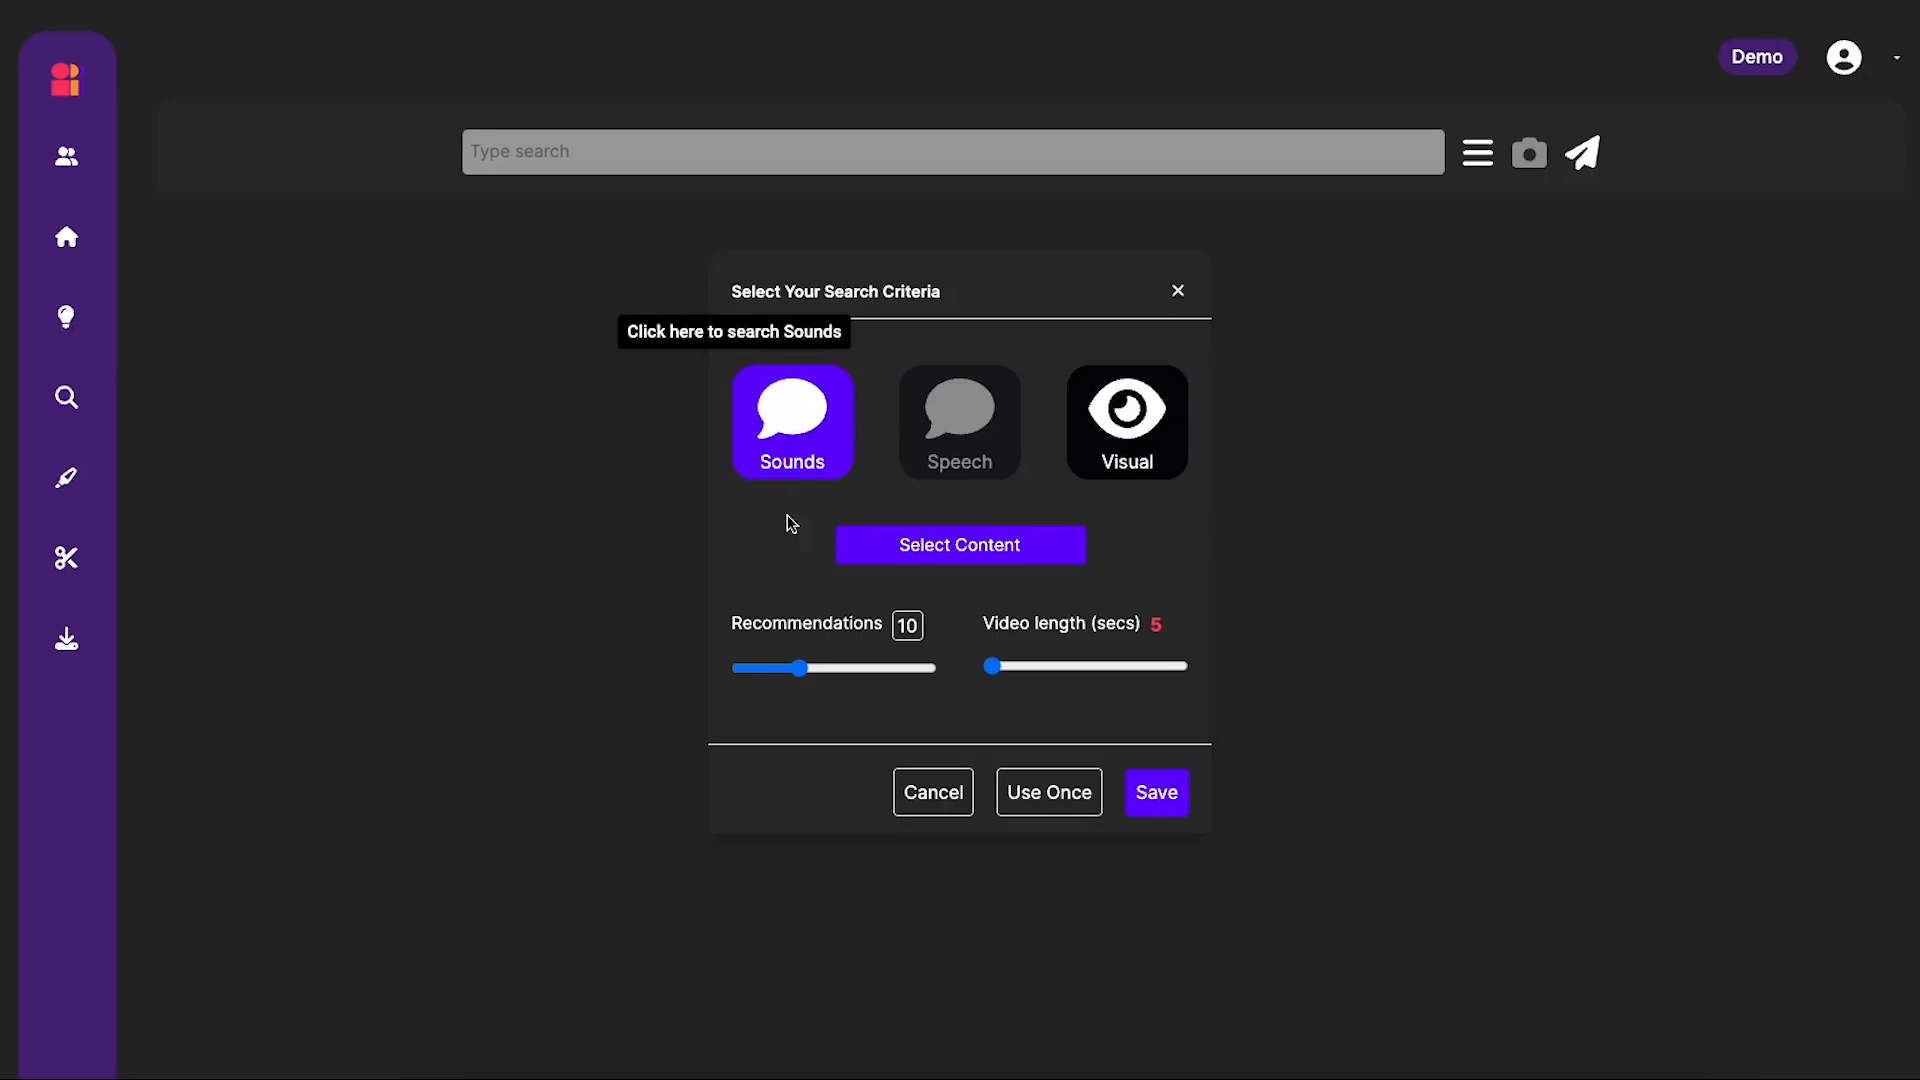 Demo
Type search
Select Your Search Criteria
Click here to search Sounds
Sounds
Speech
Visual
Select Content
Recommendations 10
Video length (secs) 5
Cancel
Use Once
Save